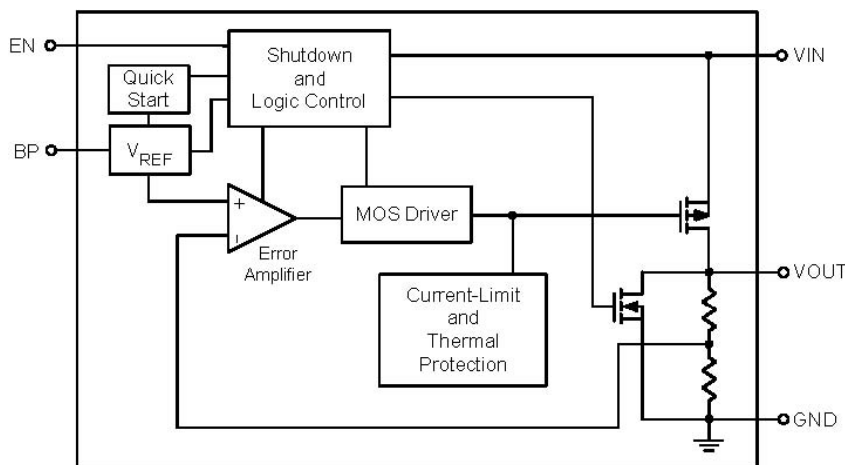 EN
BP
Quick
Start
VREF
Shutdown
and
Logic Control
+
-
Error
Amplifier
MOS Driver
Current-Limit
and
Thermal
Protection
VIN
VOUT
GND